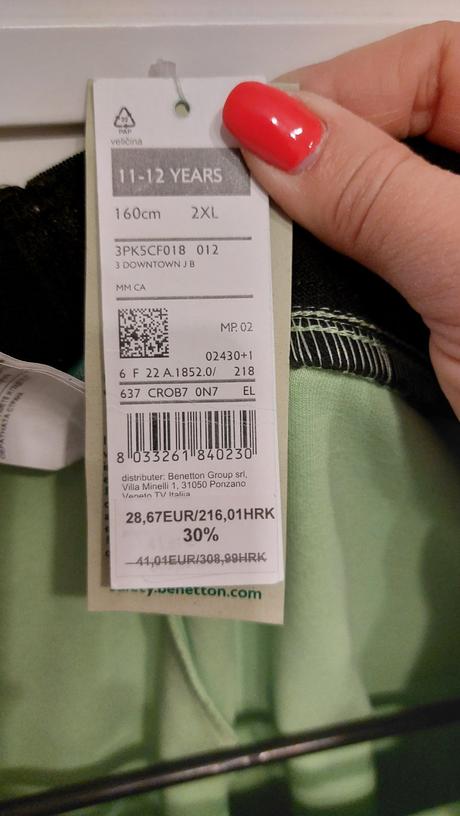 PAP
veličina
11-12 YEARS
160cm 2XL
3PK5CF018 012
3 DOWNTOWN J B
MM CA
MP. 02
02430+1
6 F 22 A.1852.0/ 218
637 CROB7 0N7 EL
8 033261 840230
distributer: Benetton Group srl,
Villa Minelli 1, 31050 Ponzano
Veneto TV Italija
28,67EUR/216,01HRK
30%
41,01EUR/308,99HRK
.benetton.com